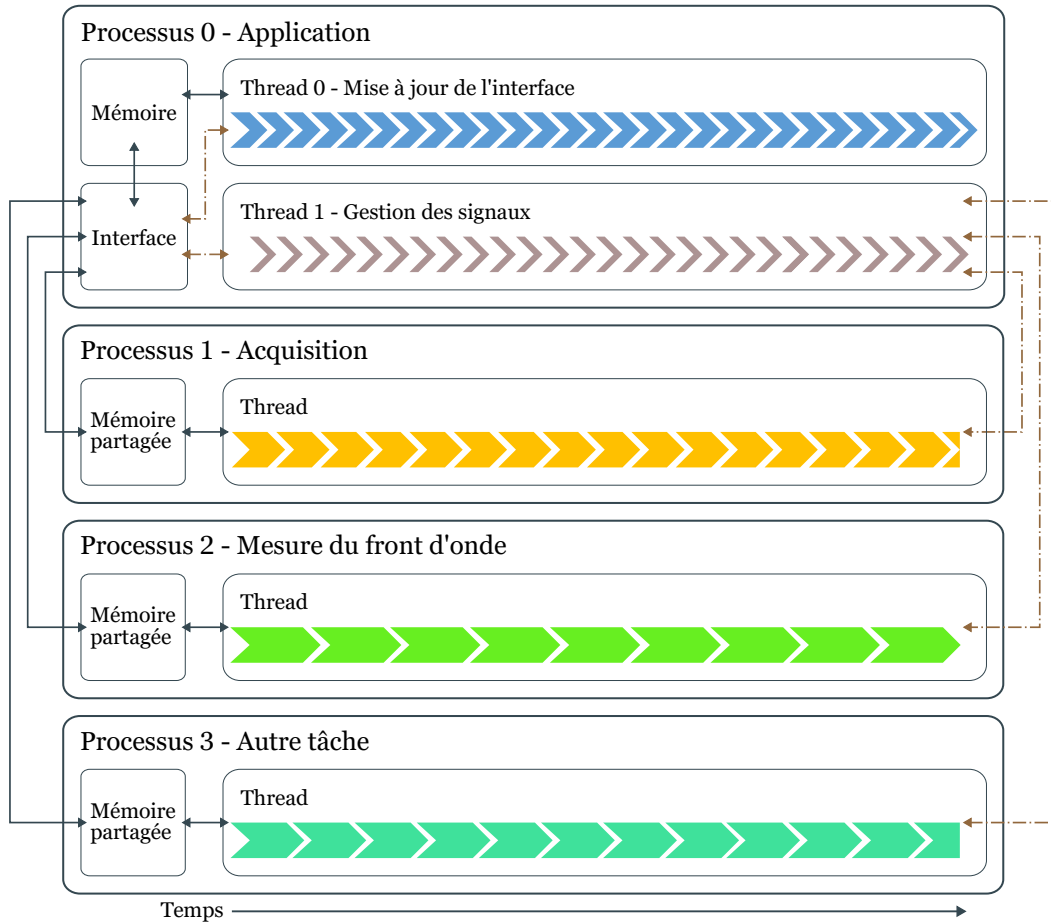 Processus 0 - Application
Mémoire
Thread 0 - Mise à jour de l'interface
Interface
Thread 1 - Gestion des signaux
Processus 1 - Acquisition
Mémoire
partagée
Thread
Processus 2 - Mesure du front d'onde
Mémoire
partagée
Thread
Processus 3 - Autre tâche
Mémoire
partagée
Thread
Temps